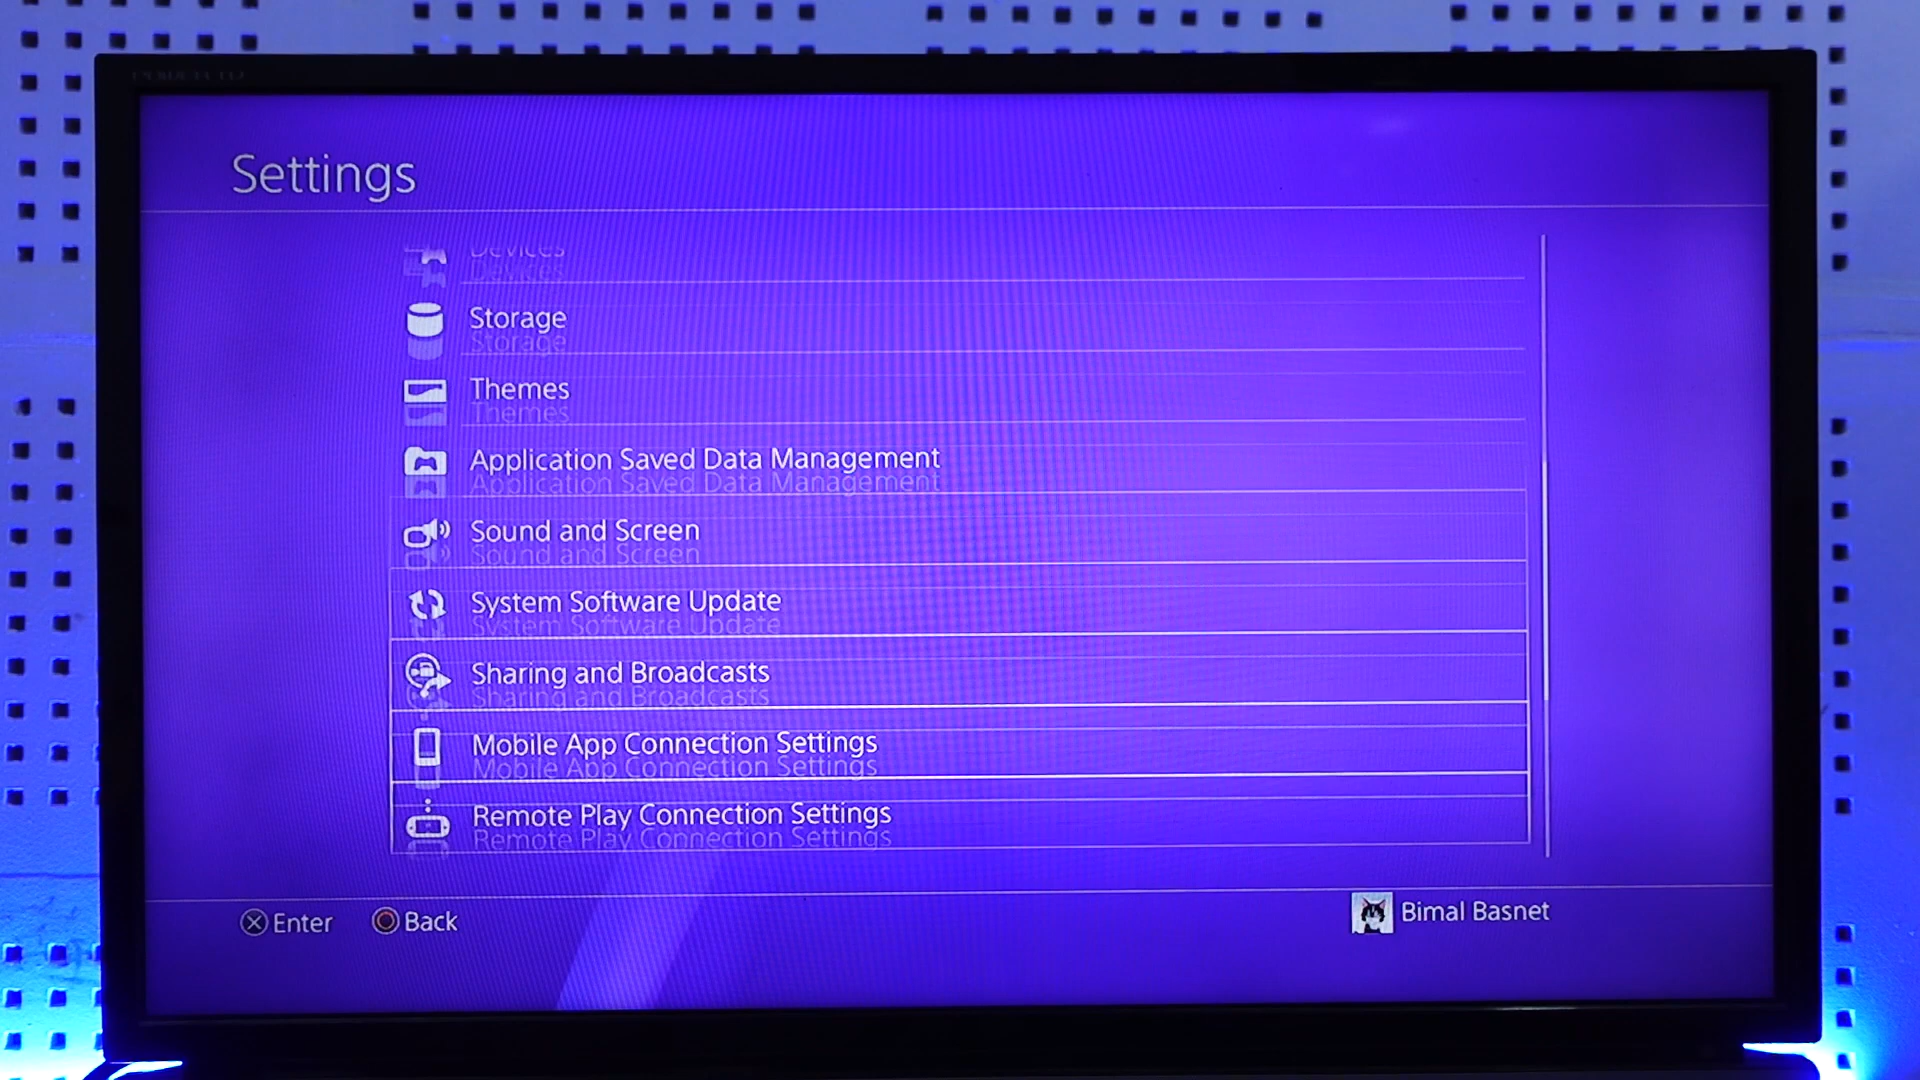 Settings
Devices
Storage
Themes
Application Saved Data Management
Sound and Screen
System Software Update
Sharing and Broadcasts
Mobile App Connection Settings
Remote Play Connection Settings
Enter
Back
Bimal Basnet